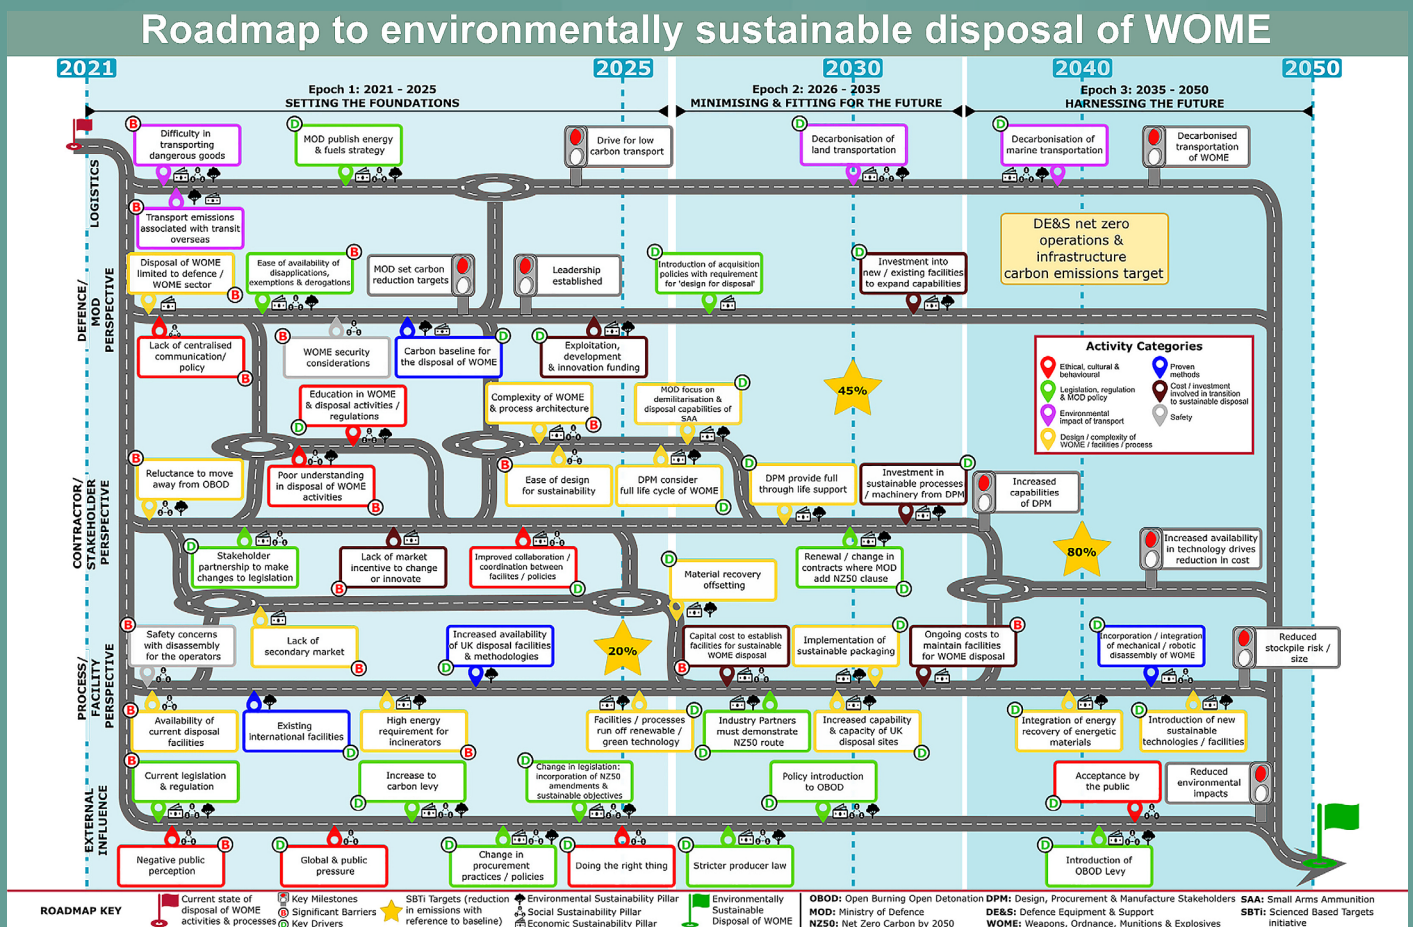 Roadmap to environmentally sustainable disposal of WOME
2021
2025
2030
2040
2050
Epoch 1: 2021 - 2025
SETTING THE FOUNDATIONS
Epoch 2: 2026 - 2035
MINIMISING & FITTING FOR THE FUTURE
Epoch 3: 2035 - 2050
HARNESSING THE FUTURE
LOGISTICS
B
Difficulty in
transporting
dangerous goods
D
MOD publish energy
& fuels strategy
Drive for low
carbon transport
D
Decarbonisation of
land transportation
D
Decarbonisation of
marine transportation
Decarbonised
transportation
of WOME
B
Transport emissions
associated with transit
overseas
DE&S net zero
operations &
infrastructure
carbon emissions target
DEFENCE/
MOD
PERSPECTIVE
Disposal of WOME
limited to defence /
WOME sector
B
Ease of availability of
disapplications,
exemptions & derogations
B
MOD set carbon
reduction targets
Leadership
established
D
Introduction of acquisition
policies with requirement
for 'design for disposal'
D
Investment into
new / existing facilities
to expand capabilities
Lack of centralised
communication/
policy
B
B
WOME security
considerations
Carbon baseline for
the disposal of WOME
D
D
Exploitation,
development
& innovation funding
45%
Activity Categories
Ethical, cultural &
behavioural
Legislation, regulation
& MOD policy
Environmental
impact of transport
Design / complexity of
WOME / facilities / process
Proven
methods
Cost / investment
involved in transition
to sustainable disposal
Safety
Education in WOME
& disposal activities /
regulations
D
Complexity of WOME
& process architecture
B
MOD focus on
demilitarisation &
disposal capabilities of
SAA
D
CONTRACTOR/
STAKEHOLDER
PERSPECTIVE
B
Reluctance to move
away from OBOD
Poor understanding
in disposal of WOME
activities
B
B
Ease of design
for sustainability
DPM consider
full life cycle of WOME
D
D
DPM provide full
through life support
Investment in
sustainable processes
/ machinery from DPM
D
Increased
capabilities
of DPM
D
Stakeholder
partnership to make
changes to legislation
Lack of market
incentive to change
or innovate
B
Improved collaboration /
coordination between
facilites / policies
D
D
Material recovery
offsetting
Renewal / change in
contracts where MOD
add NZ50 clause
D
80%
Increased availability
in technology drives
reduction in cost
PROCESS/
FACILITY
PERSPECTIVE
B
Safety concerns
with disassembly
for the operators
Lack of
secondary market
B
Increased availability
of UK disposal facilities
& methodologies
D
20%
Capital cost to establish
facilities for sustainable
WOME disposal
B
Implementation of
sustainable packaging
D
Ongoing costs to
maintain facilities
for WOME disposal
B
D
Incorporation / integration
of mechanical / robotic
disassembly of WOME
Reduced
stockpile risk /
size
B
Availability of
current disposal
facilities
Existing
international facilities
D
High energy
requirement for
incinerators
B
Facilities / processes
run off renewable /
green technology
D
Industry Partners
must demonstrate
NZ50 route
D
Increased capability
& capacity of UK
disposal sites
D
D
Integration of energy
recovery of energetic
materials
D
Introduction of new
sustainable
technologies / facilities
EXTERNAL
INFLUENCE
B
Current legislation
& regulation
Increase to
carbon levy
D
D
Change in legislation:
incorporation of NZ50
amendments &
sustainable objectives
Policy introduction
to OBOD
D
Acceptance by
the public
D
Reduced
environmental
impacts
Negative public
perception
B
D
Global & public
pressure
D
Change in
procurement
practices / policies
D
Doing the right thing
D
Stricter producer law
D
Introduction of
OBOD Levy
ROADMAP KEY
Current state of
disposal of WOME
activities & processes
Key Milestones
B
Significant Barriers
D
Key Drivers
SBTi Targets (reduction
in emissions with
reference to baseline)
Environmental Sustainability Pillar
Social Sustainability Pillar
Economic Sustainability Pillar
Environmentally
Sustainable
Disposal of WOME
OBOD: Open Burning Open Detonation
MOD: Ministry of Defence
NZ50: Net Zero Carbon by 2050
DPM: Design, Procurement & Manufacture Stakeholders
DE&S: Defence Equipment & Support
WOME: Weapons, Ordnance, Munitions & Explosives
SAA: Small Arms Ammunition
SBTi: Scienced Based Targets
initiative